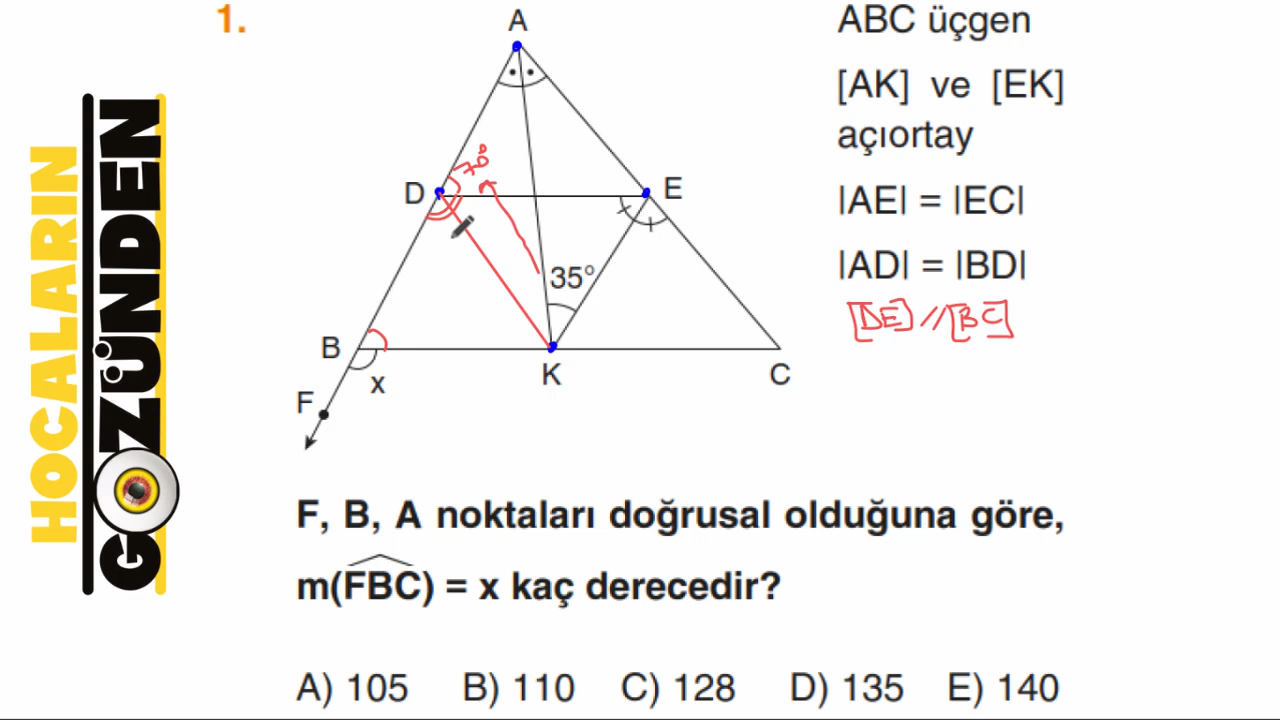 HOCALARIN
GÖZÜNDEN
1.
A
ABC üçgen
[AK] ve [EK]
açıortay
70°
D
E
|AE| = |EC|
|AD| = |BD|
35°
[DE] // [BC]
B
x
K
C
F
F, B, A noktaları doğrusal olduğuna göre,
m(FBC) = x kaç derecedir?
A) 105 B) 110 C) 128 D) 135 E) 140